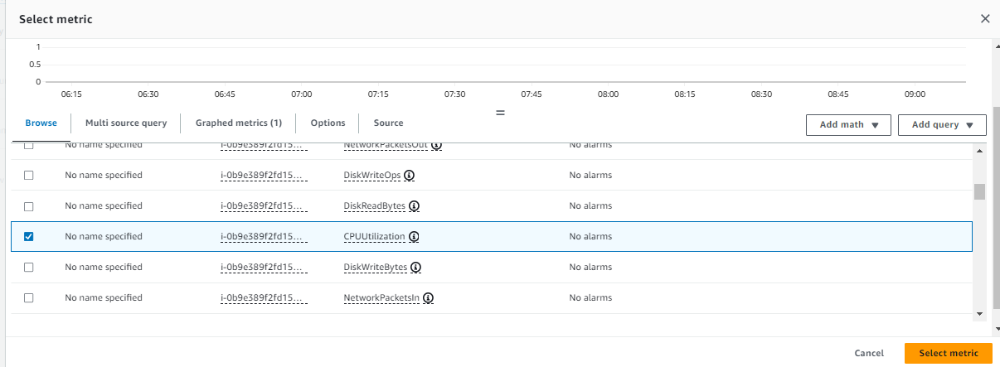 Select metric
1
0.5
0
06:15 06:30 06:45 07:00 07:15 07:30 07:45 08:00 08:15 08:30 08:45 09:00
Browse Multi source query Graphed metrics (1) Options Source Add math Add query
No name specified i-0b9e389f2fd15... NetworkPacketsOut No alarms
No name specified i-0b9e389f2fd15... DiskWriteOps No alarms
No name specified i-0b9e389f2fd15... DiskReadBytes No alarms
No name specified i-0b9e389f2fd15... CPUUtilization No alarms
No name specified i-0b9e389f2fd15... DiskWriteBytes No alarms
No name specified i-0b9e389f2fd15... NetworkPacketsIn No alarms
Cancel Select metric